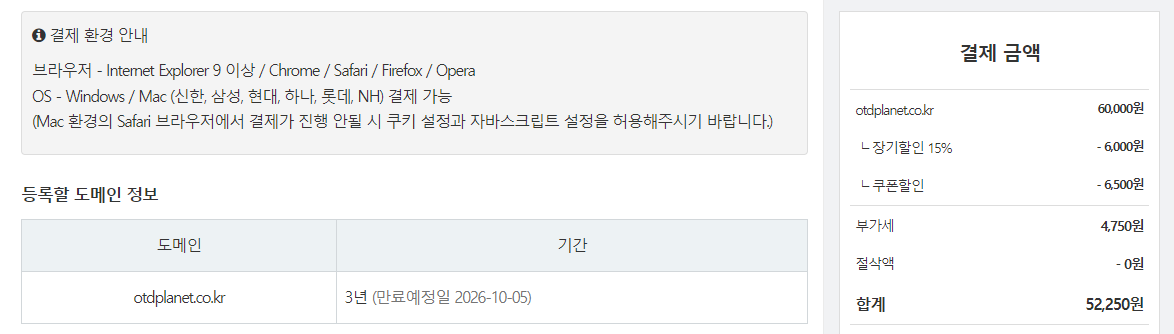 결제 환경 안내
브라우저 - Internet Explorer 9 이상 / Chrome / Safari / Firefox / Opera
OS - Windows / Mac (신한, 삼성, 현대, 하나, 롯데, NH) 결제 가능
(Mac 환경의 Safari 브라우저에서 결제가 진행 안될 시 쿠키 설정과 자바스크립트 설정을 허용해주시기 바랍니다.)
등록할 도메인 정보
도메인 기간
otdplanet.co.kr 3년 (만료예정일 2026-10-05)
결제 금액
otdplanet.co.kr 60,000원
ㄴ장기할인 15% - 6,000원
ㄴ쿠폰할인 - 6,500원
부가세 4,750원
절삭액 - 0원
합계 52,250원